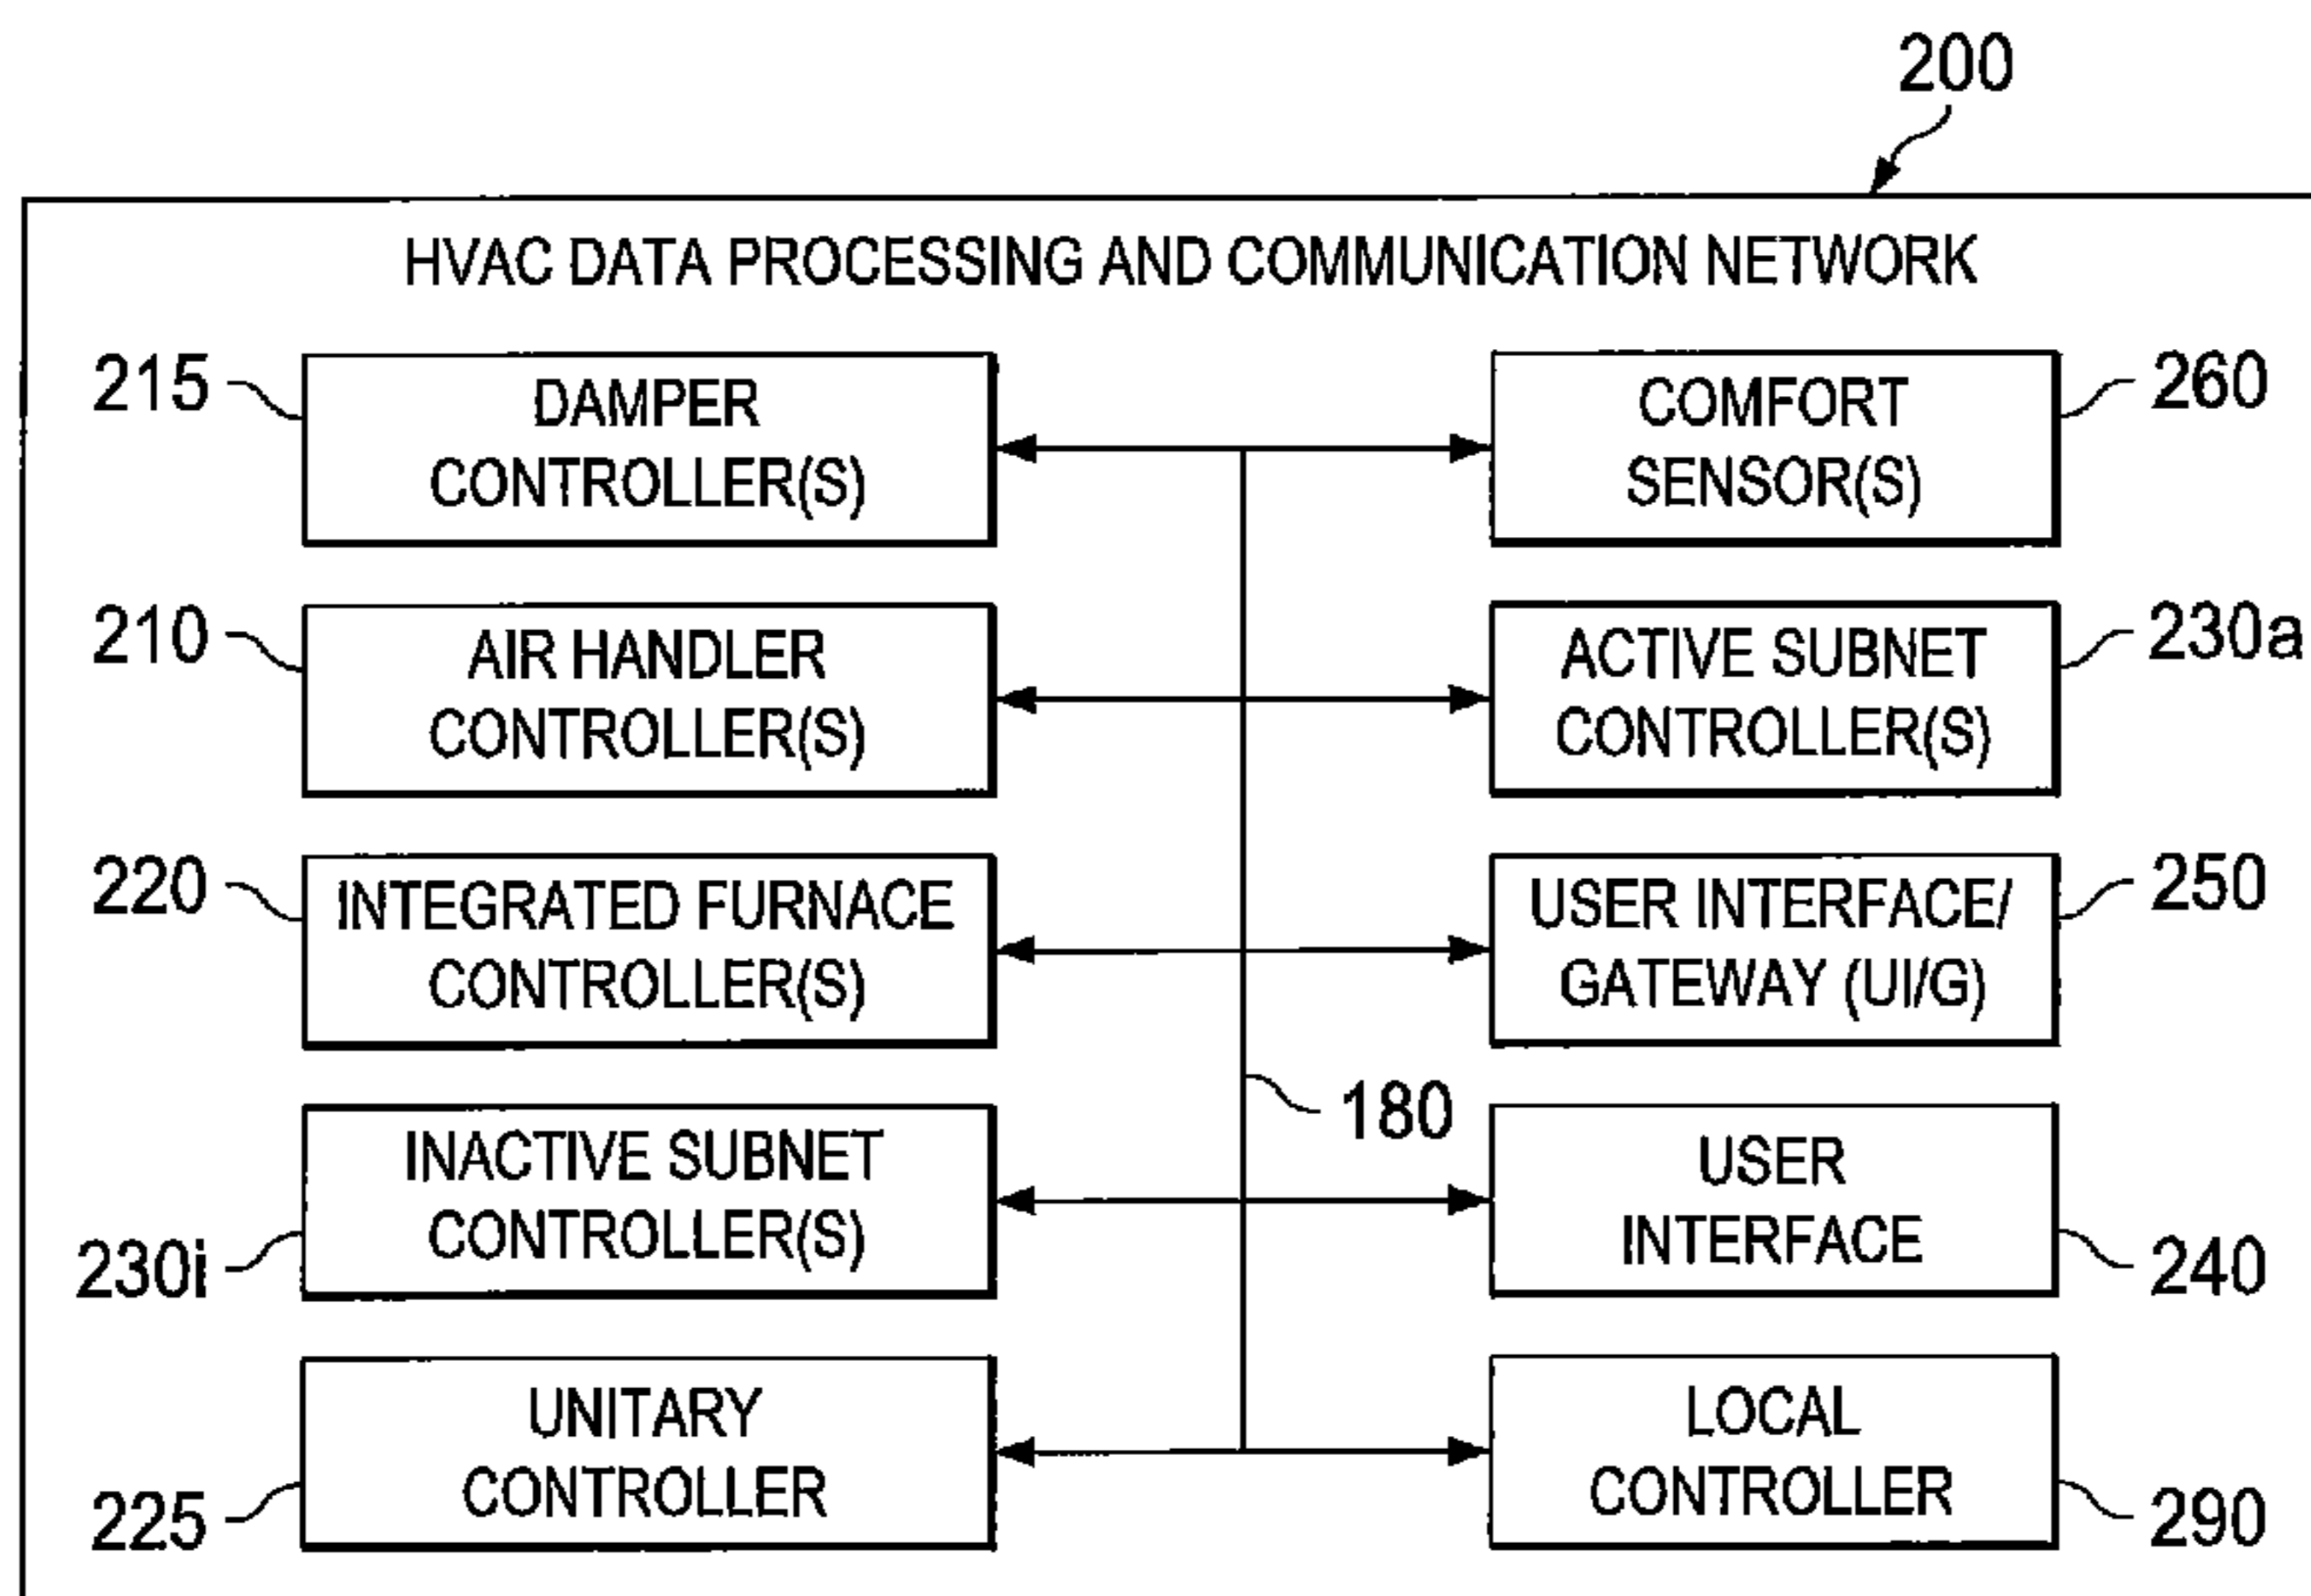 200
HVAC DATA PROCESSING AND COMMUNICATION NETWORK
215
DAMPER
CONTROLLER(S)
COMFORT
SENSOR(S)
260
210
AIR HANDLER
CONTROLLER(S)
ACTIVE SUBNET
CONTROLLER(S)
230a
220
INTEGRATED FURNACE
CONTROLLER(S)
USER INTERFACE/
GATEWAY (UI/G)
250
180
INACTIVE SUBNET
CONTROLLER(S)
230i
USER
INTERFACE
240
UNITARY
CONTROLLER
225
LOCAL
CONTROLLER
290